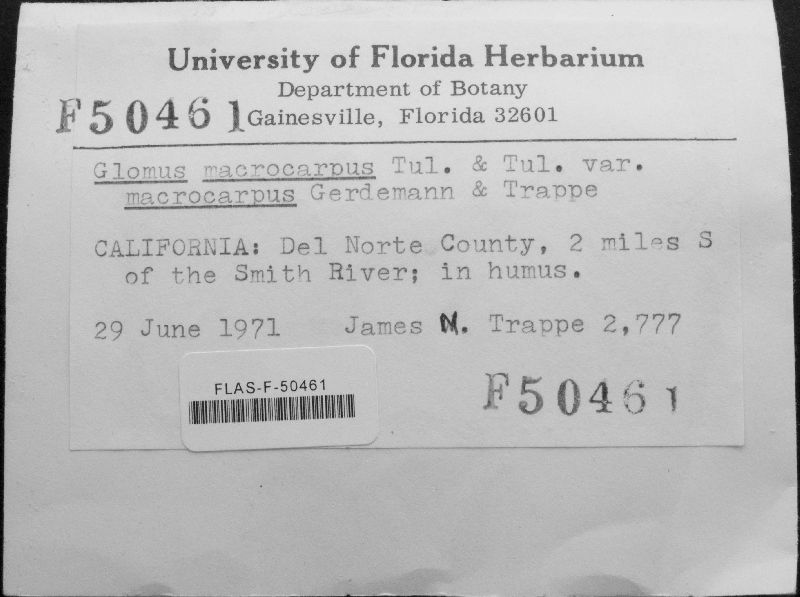 University of Florida Herbarium
Department of Botany
F50461 Gainesville, Florida 32601
Glomus macrocarpus Tul. & Tul. var.
macrocarpus Gerdemann & Trappe
CALIFORNIA: Del Norte County, 2 miles S
of the Smith River; in humus.
29 June 1971 James M. Trappe 2,777
FLAS-F-50461
F50461